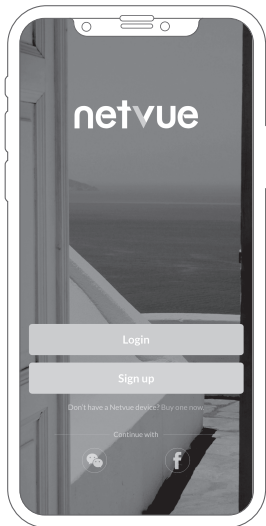 netvue
Login
Sign up
Don't have a Netvue device? Buy one now.
Continue with
f